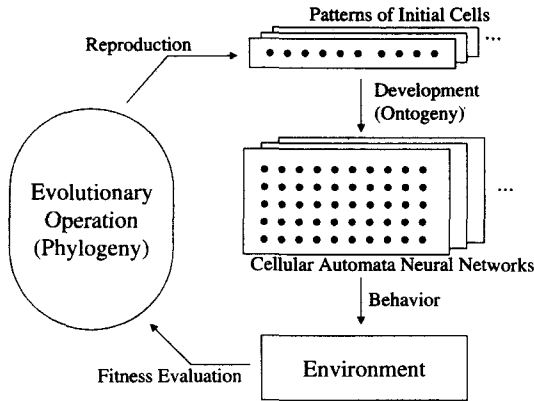 Patterns of Initial Cells
Reproduction
...
Development
(Ontogeny)
Evolutionary
Operation
(Phylogeny)
...
Cellular Automata Neural Networks
Behavior
Environment
Fitness Evaluation